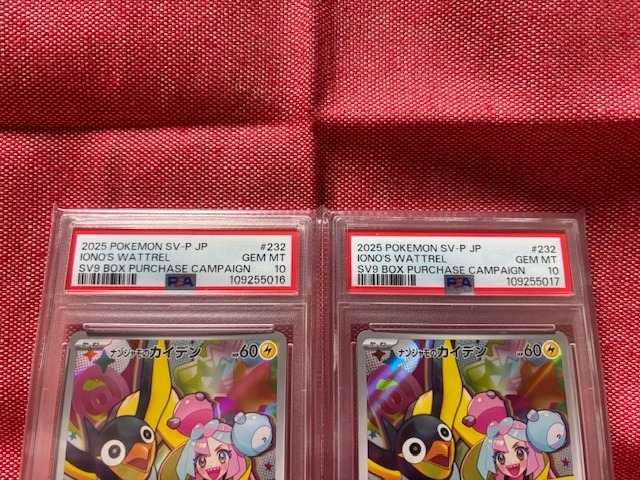 2025 POKEMON SV-P JP #232
IONO'S WATTREL GEM MT
SV9 BOX PURCHASE CAMPAIGN 10
PSA 109255016
ナンジャモのカイデン HP60
2025 POKEMON SV-P JP #232
IONO'S WATTREL GEM MT
SV9 BOX PURCHASE CAMPAIGN 10
PSA 109255017
ナンジャモのカイデン HP60